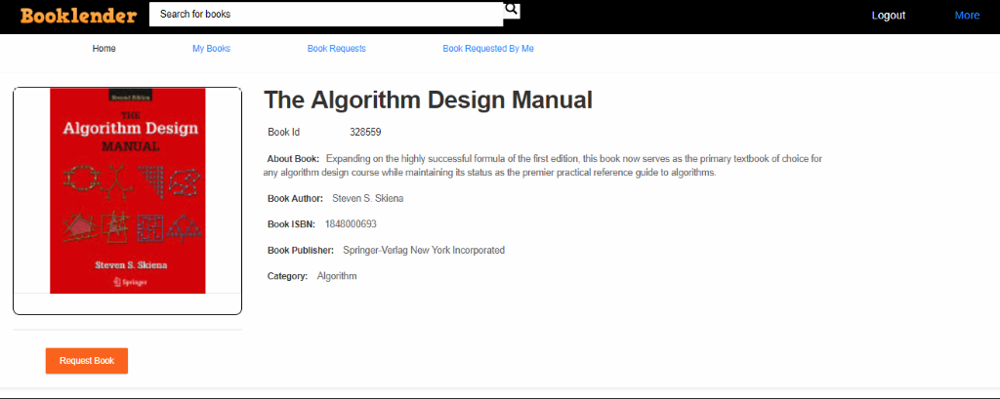 Booklender
Search for books
Logout
More
Home
My Books
Book Requests
Book Requested By Me
Second Edition
THE
Algorithm Design
MANUAL
Steven S. Skiena
Springer
The Algorithm Design Manual
Book Id 328559
About Book: Expanding on the highly successful formula of the first edition, this book now serves as the primary textbook of choice for
any algorithm design course while maintaining its status as the premier practical reference guide to algorithms.
Book Author: Steven S. Skiena
Book ISBN: 1848000693
Book Publisher: Springer-Verlag New York Incorporated
Category: Algorithm
Request Book